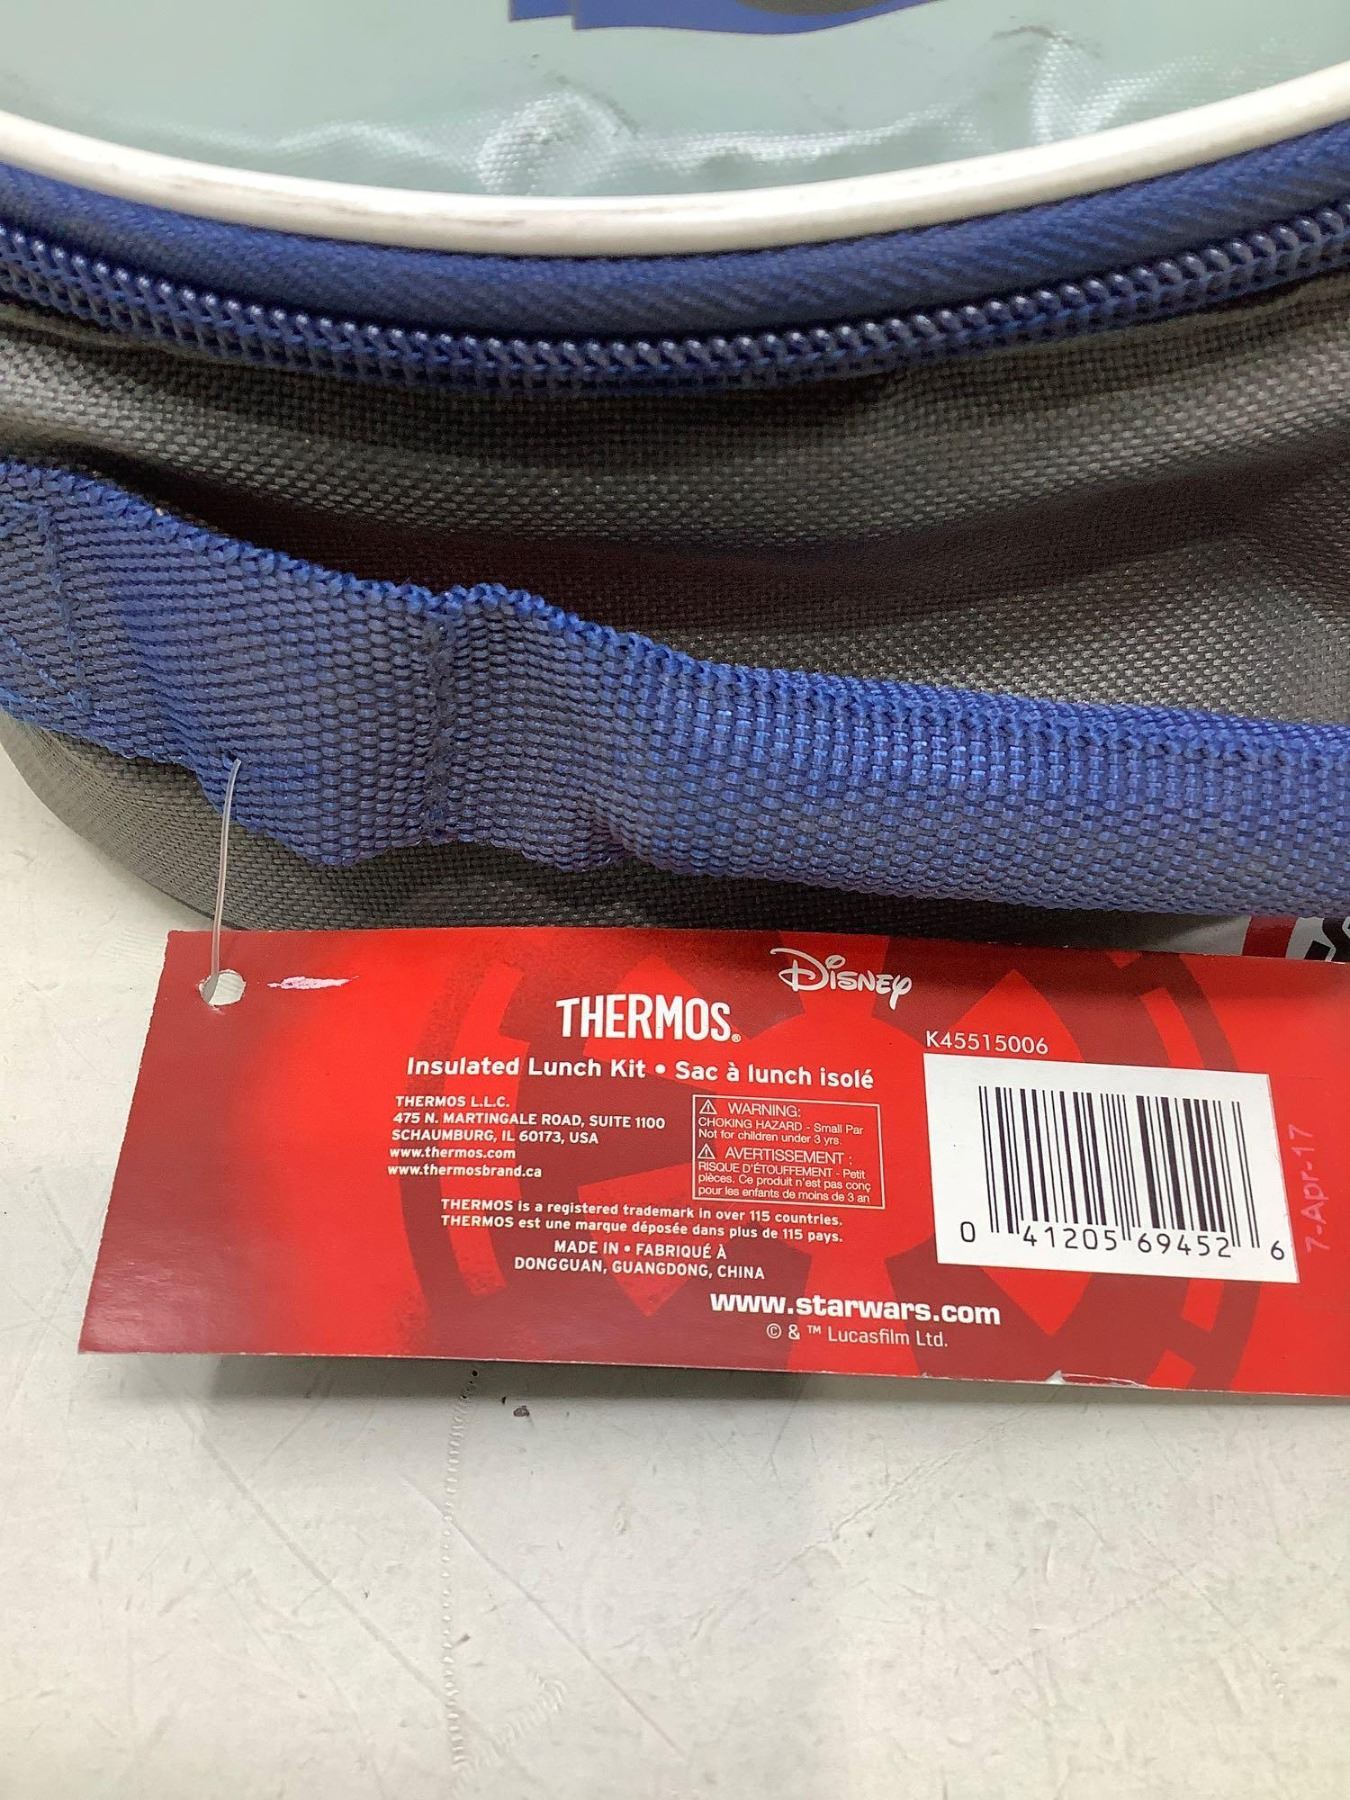 Disney
THERMOS®
K45515006
Insulated Lunch Kit • Sac à lunch isolé
THERMOS L.L.C.
475 N. MARTINGALE ROAD, SUITE 1100
SCHAUMBURG, IL 60173, USA
www.thermos.com
www.thermosbrand.ca
⚠ WARNING:
CHOKING HAZARD - Small Par
Not for children under 3 yrs.
⚠ AVERTISSEMENT :
RISQUE D'ÉTOUFFEMENT - Petit
pièces. Ce produit n'est pas conç
pour les enfants de moins de 3 an
THERMOS is a registered trademark in over 115 countries.
THERMOS est une marque déposée dans plus de 115 pays.
MADE IN • FABRIQUÉ À
DONGGUAN, GUANGDONG, CHINA
0 41205 69452 6
7-Apr-17
www.starwars.com
© & ™ Lucasfilm Ltd.